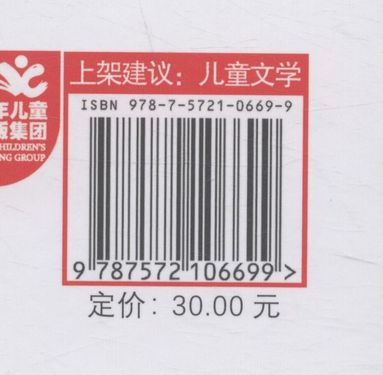 上架建议：儿童文学
ISBN 978-7-5721-0669-9
9 787572 106699 >
定价：30.00 元
年儿童
版集团
HILDREN'S
NG GROUP